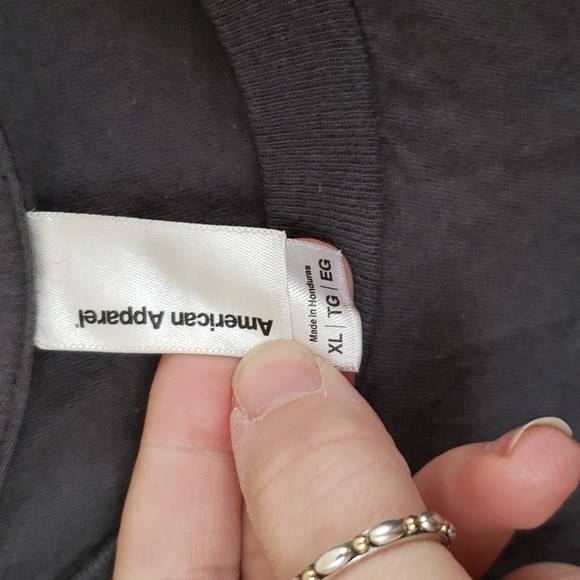 American Apparel
Made in Honduras
XL | TG | EG